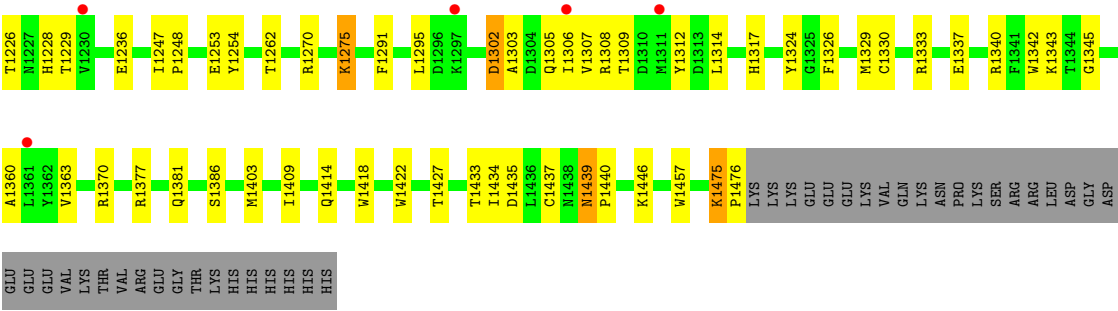 T1226 N1227 H1228 T1229 V1230 E1236 I1247 P1248 E1253 Y1254 T1262 R1270 K1275 F1291 L1295 D1296 K1297 D1302 A1303 D1304 Q1305 I1306 V1307 R1308 T1309 D1310 M1311 Y1312 D1313 L1314 H1317 Y1324 G1325 F1326 M1329 C1330 R1333 E1337 R1340 F1341 W1342 K1343 T1344 G1345
A1360 L1361 Y1362 V1363 R1370 R1377 Q1381 S1386 M1403 I1409 Q1414 W1418 W1422 T1427 T1433 I1434 D1435 L1436 C1437 N1438 N1439 P1440 K1446 W1457 K1475 P1476 LYS LYS LYS GLU GLU GLU LYS VAL GLN LYS ASN PRO LYS SER ARG ARG LEU ASP GLY ASP
GLU GLU GLU VAL LYS THR VAL ARG GLU GLY THR LYS HIS HIS HIS HIS HIS HIS